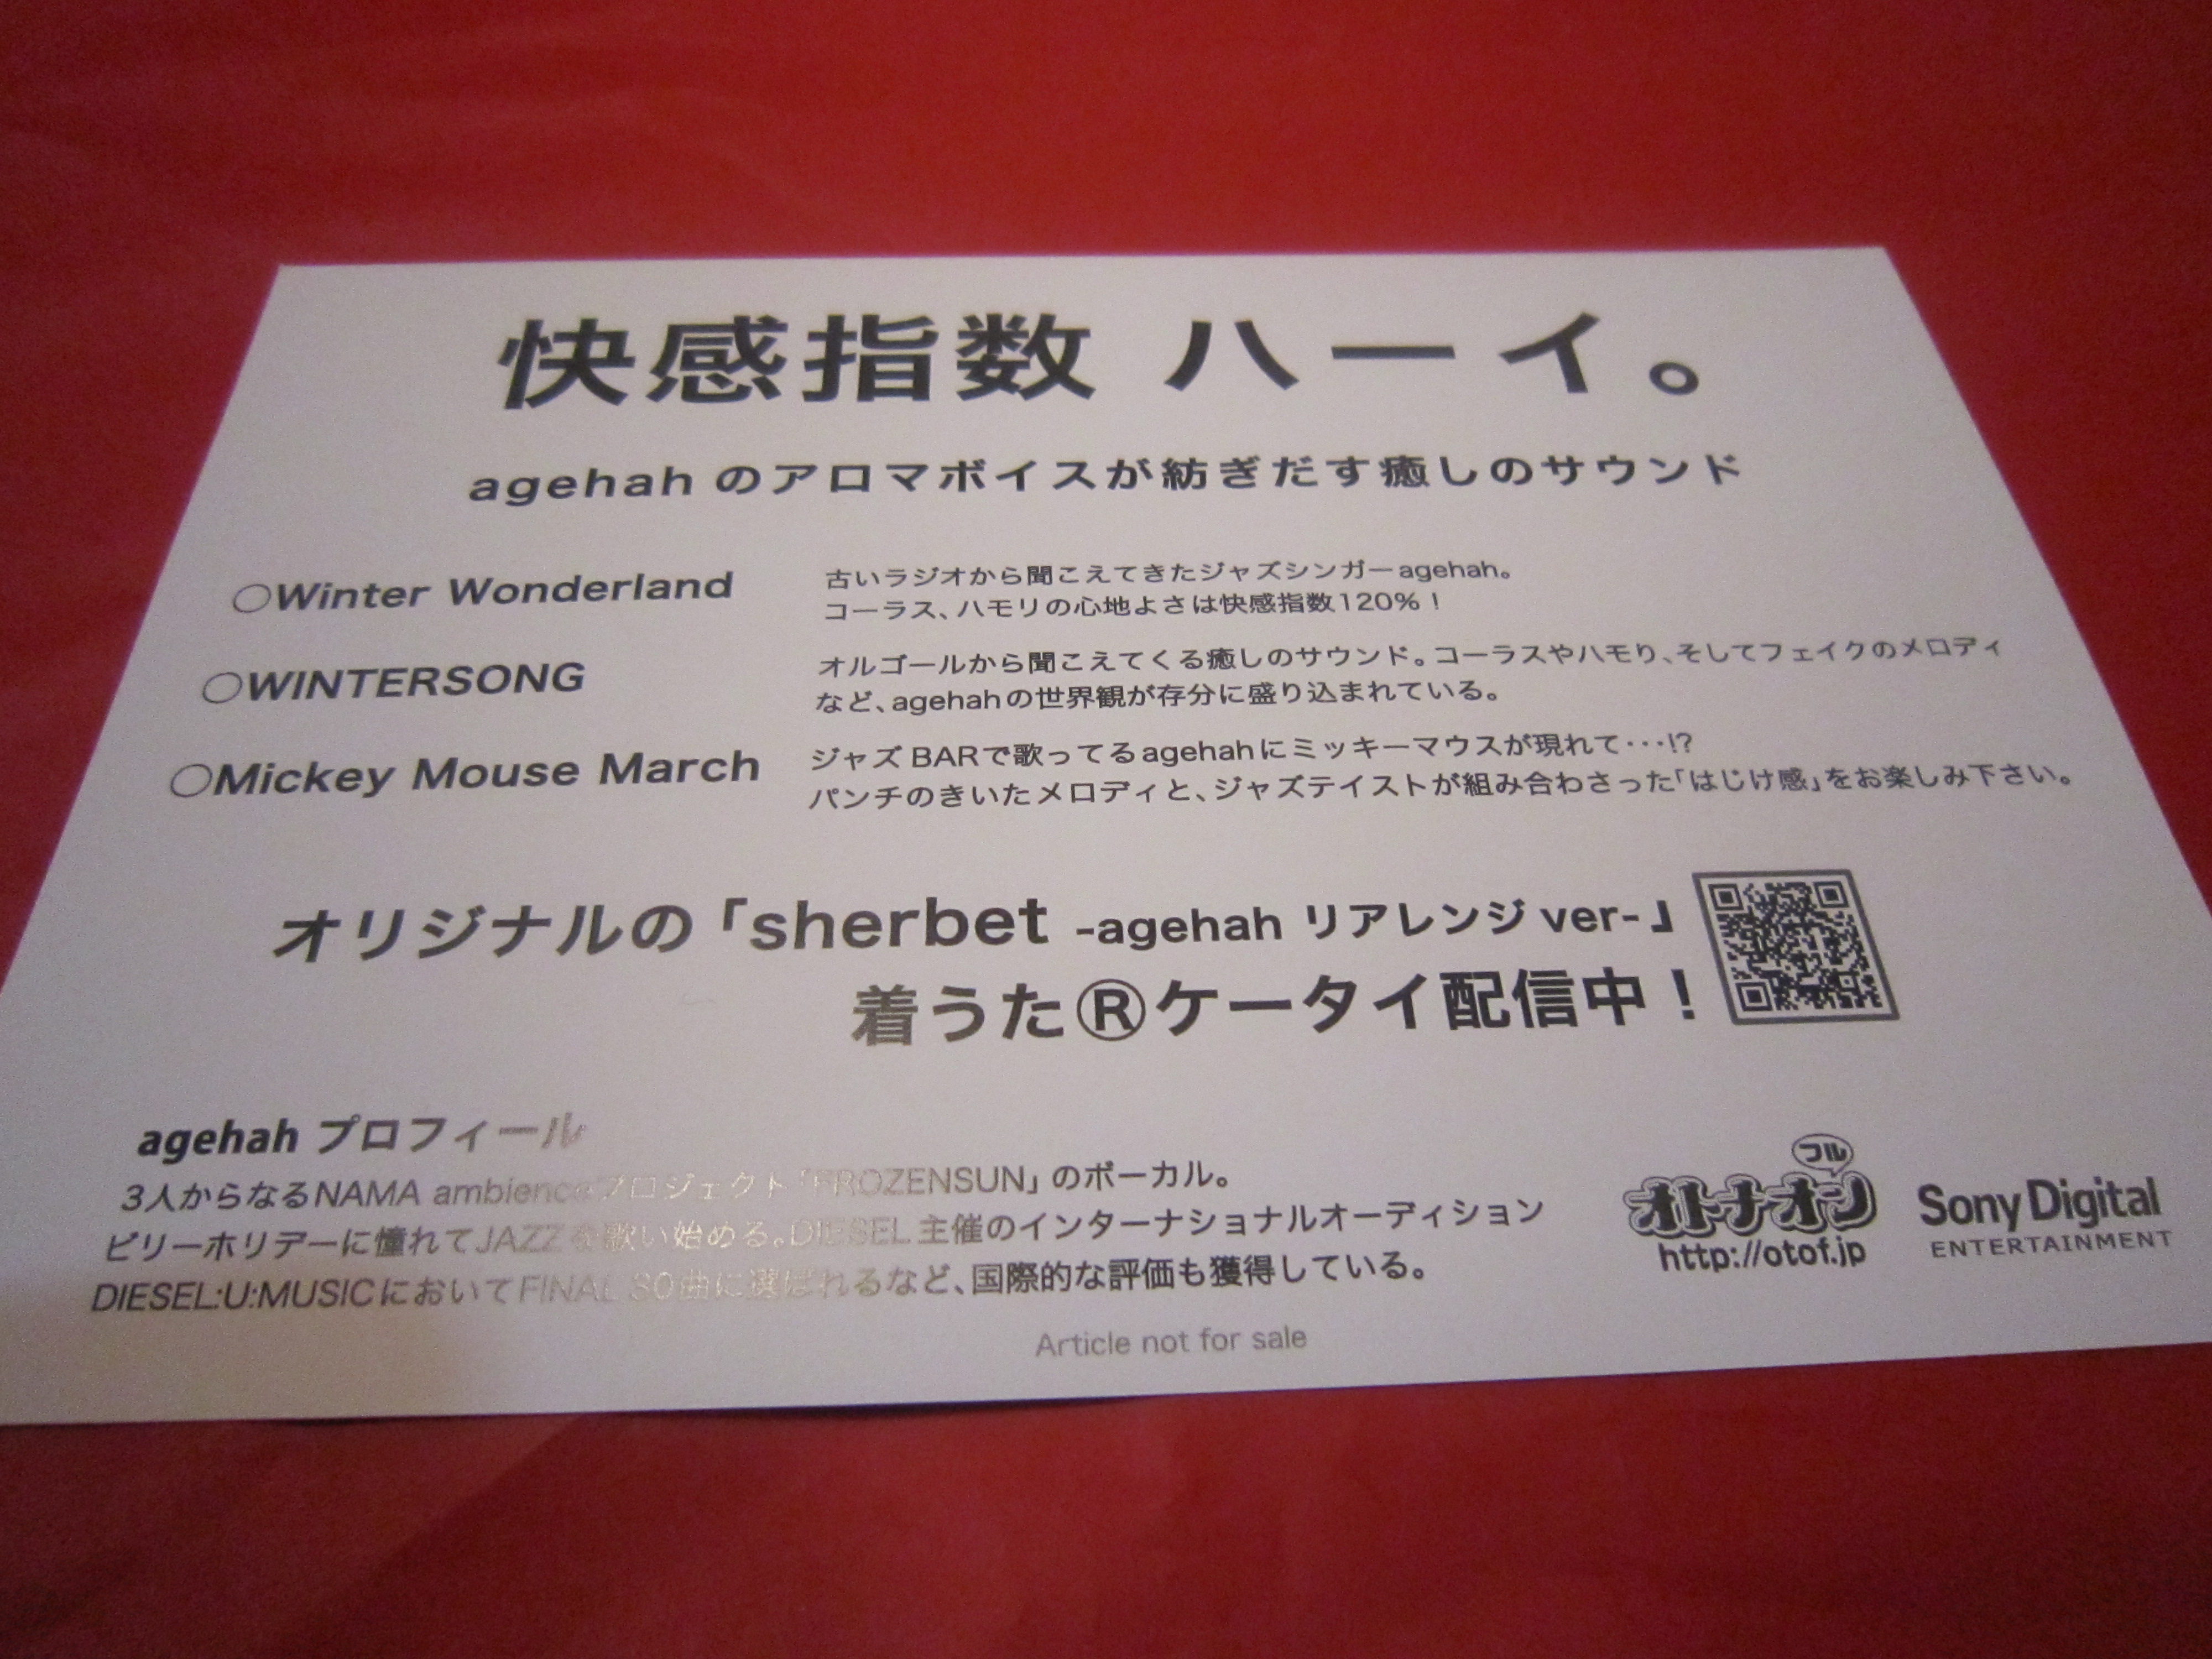 快感指数 ハーイ。
agehah のアロマボイスが紡ぎだす癒しのサウンド
○Winter Wonderland
古いラジオから聞こえてきたジャズシンガーagehah。
コーラス、ハモリの心地よさは快感指数120%！
○WINTERSONG
オルゴールから聞こえてくる癒しのサウンド。コーラスやハモり、そしてフェイクのメロディ
など、agehahの世界観が存分に盛り込まれている。
○Mickey Mouse March
ジャズBARで歌ってるagehahにミッキーマウスが現れて･･･!?
パンチのきいたメロディと、ジャズテイストが組み合わさった「はじけ感」をお楽しみ下さい。
オリジナルの「sherbet -agehah リアレンジ ver-」
着うた®ケータイ配信中！
agehah プロフィール
3人からなるNAMA ambienceプロジェクト「FROZENSUN」のボーカル。
ビリーホリデーに憧れてJAZZを歌い始める。DIESEL主催のインターナショナルオーディション
DIESEL:U:MUSICにおいてFINAL 30曲に選ばれるなど、国際的な評価も獲得している。
フル
オトナオン
http://otof.jp
Sony Digital
ENTERTAINMENT
Article not for sale